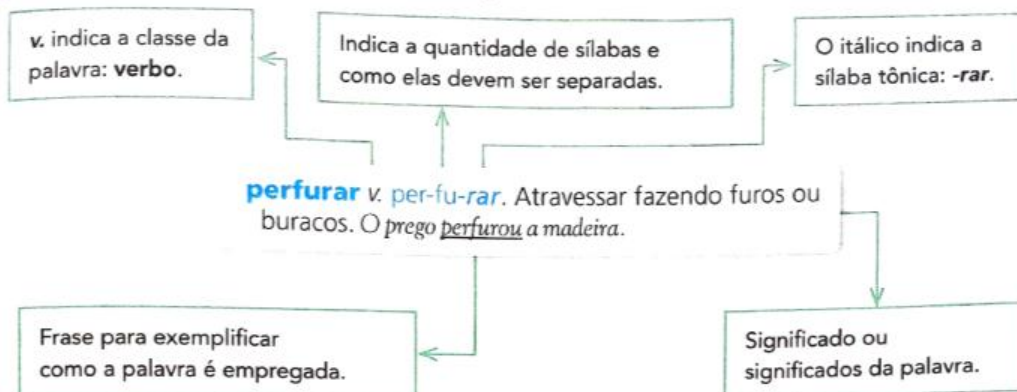 v. indica a classe da
palavra: verbo.
Indica a quantidade de sílabas e
como elas devem ser separadas.
O itálico indica a
sílaba tônica: -rar.
perfurar v. per-fu-rar. Atravessar fazendo furos ou
buracos. O prego perfurou a madeira.
Frase para exemplificar
como a palavra é empregada.
Significado ou
significados da palavra.